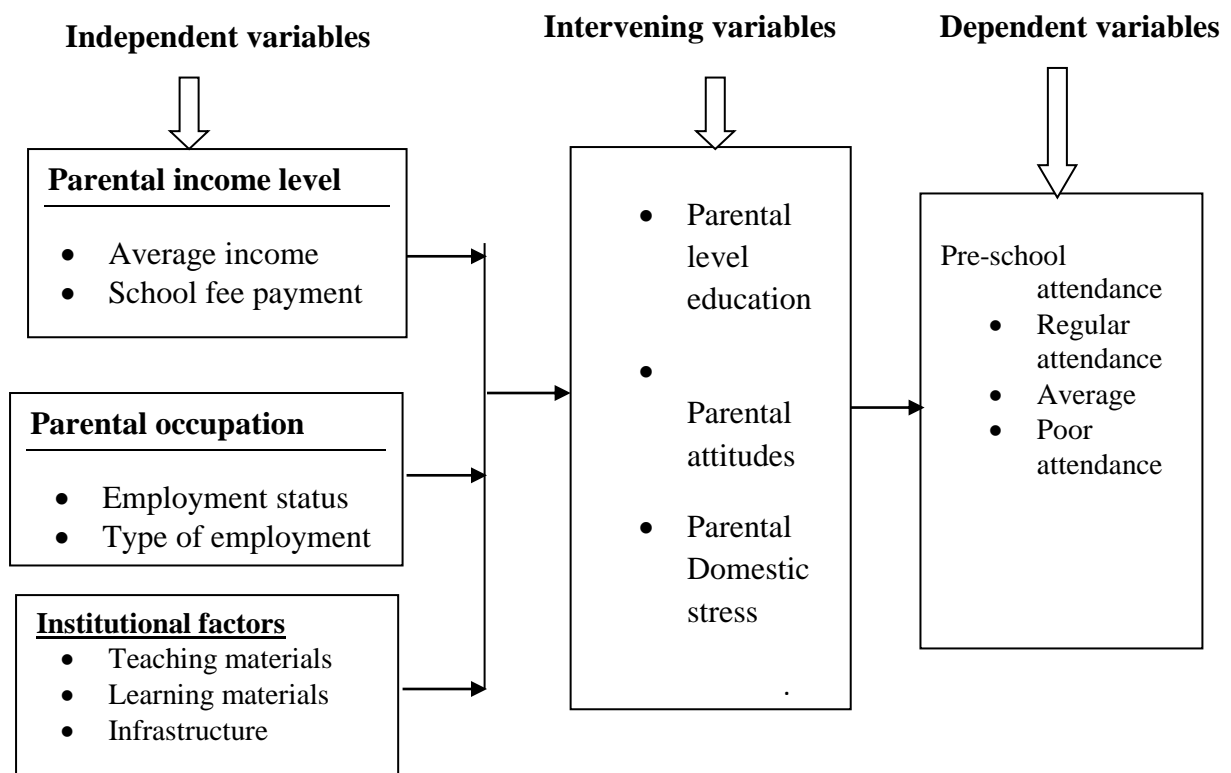 Independent variables
Intervening variables
Dependent variables
Parental income level
• Average income
• School fee payment
Parental occupation
• Employment status
• Type of employment
Institutional factors
• Teaching materials
• Learning materials
• Infrastructure
• Parental
level
education
•
Parental
attitudes
• Parental
Domestic
stress
.
Pre-school
attendance
• Regular
attendance
• Average
• Poor
attendance